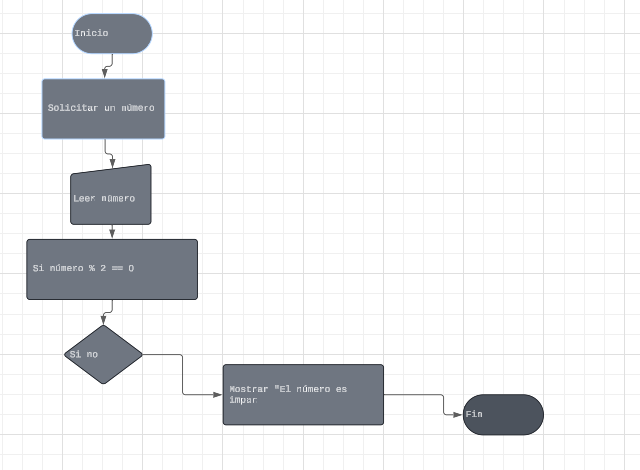 Inicio
Solicitar un número
Leer número
Si número % 2 == 0
Si no
Mostrar "El número es
impar
Fin